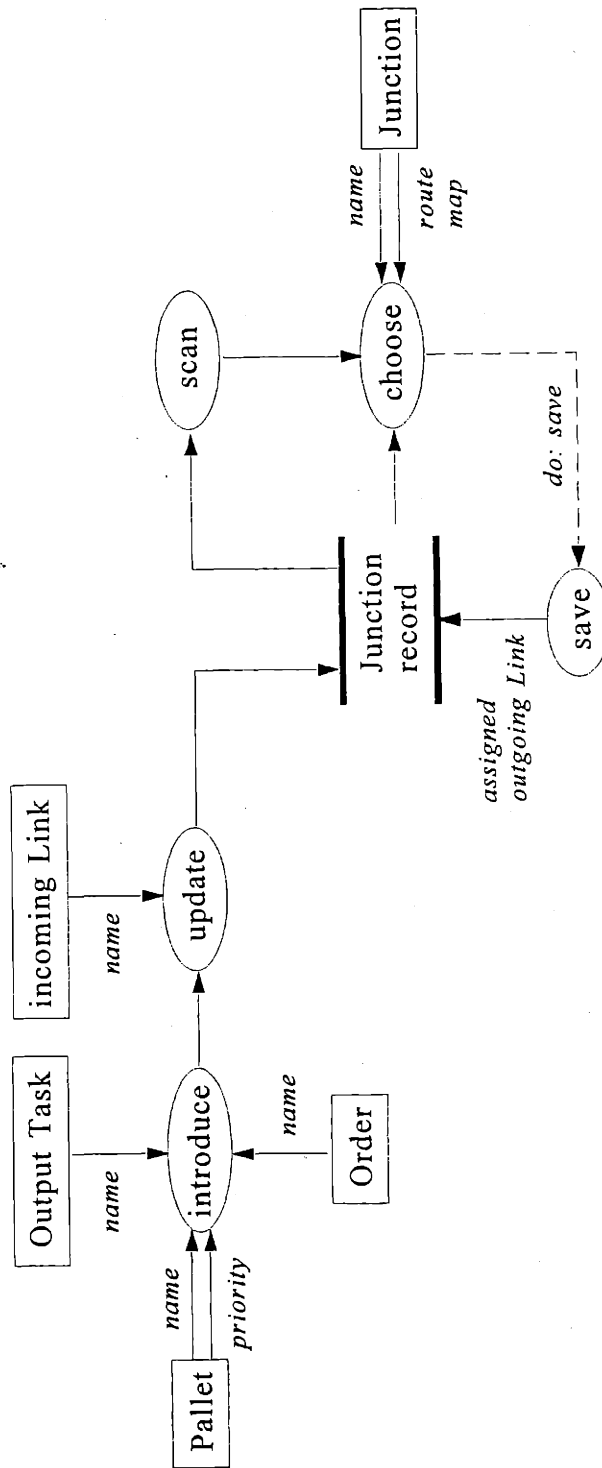 Output Task
incoming Link
name
name
Pallet
name
priority
introduce
update
name
Order
Junction
record
scan
choose
name
route
map
Junction
assigned
outgoing Link
save
do: save